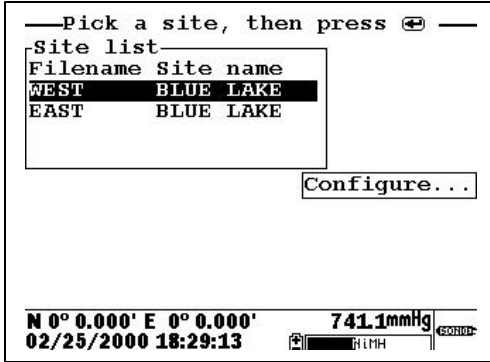 Pick a site, then press
Site list
Filename Site name
WEST BLUE LAKE
EAST BLUE LAKE
Configure...
N 0° 0.000' E 0° 0.000' 741.1mmHg
SONDE
02/25/2000 18:29:13 NiMH